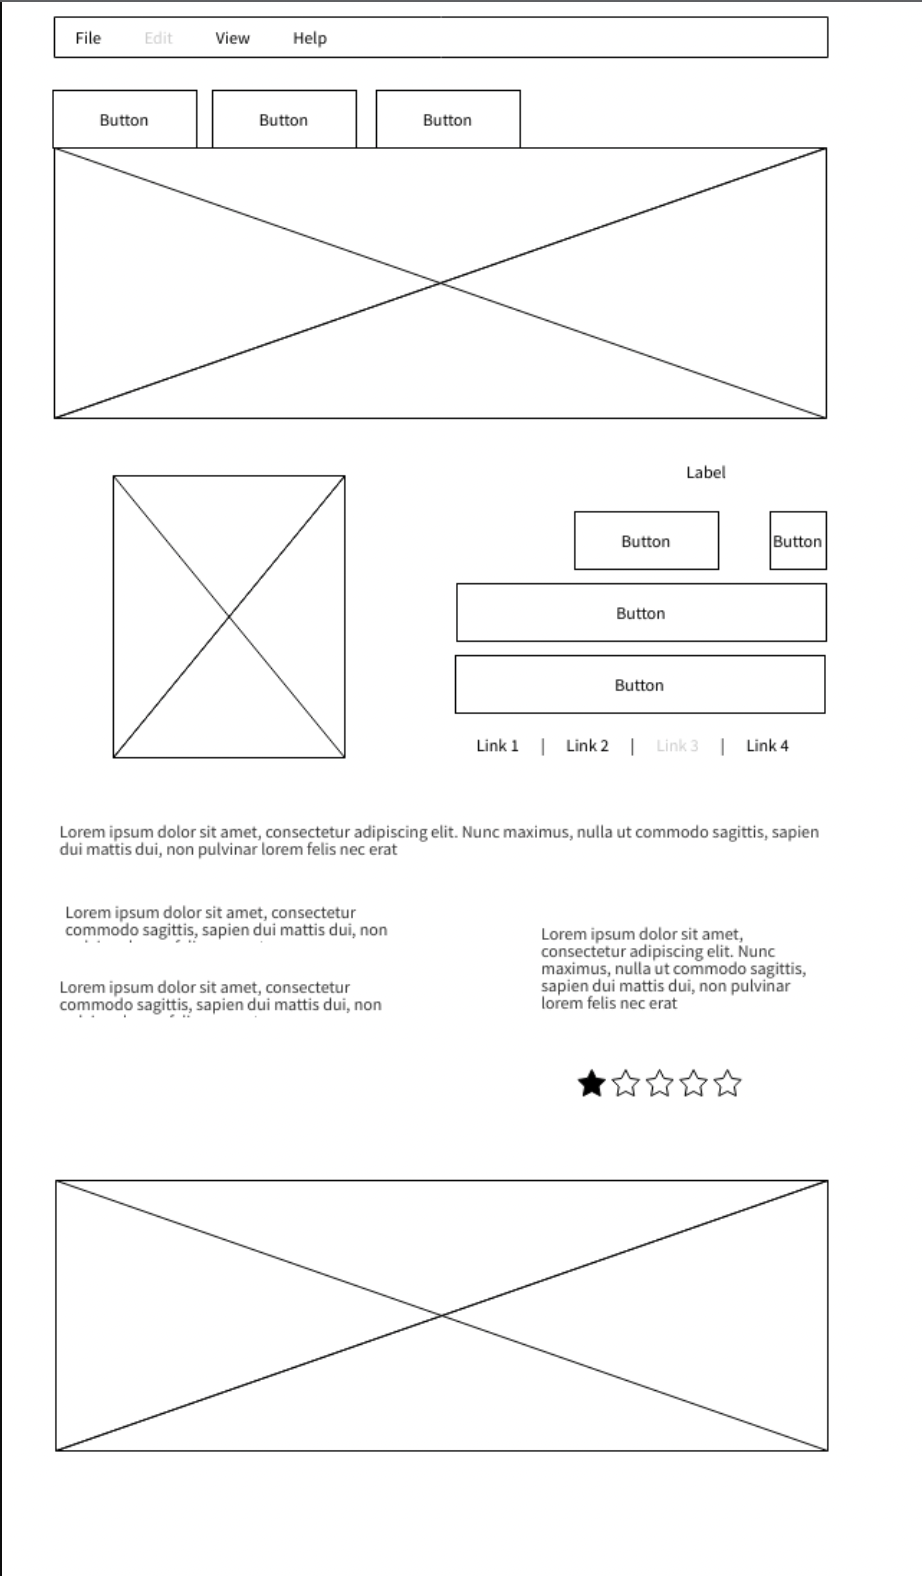 File Edit View Help
Button Button Button
Label
Button Button
Button
Button
Link 1 | Link 2 | Link 3 | Link 4
Lorem ipsum dolor sit amet, consectetur adipiscing elit. Nunc maximus, nulla ut commodo sagittis, sapien
dui mattis dui, non pulvinar lorem felis nec erat
Lorem ipsum dolor sit amet, consectetur
commodo sagittis, sapien dui mattis dui, non
Lorem ipsum dolor sit amet, consectetur
commodo sagittis, sapien dui mattis dui, non
Lorem ipsum dolor sit amet,
consectetur adipiscing elit. Nunc
maximus, nulla ut commodo sagittis,
sapien dui mattis dui, non pulvinar
lorem felis nec erat